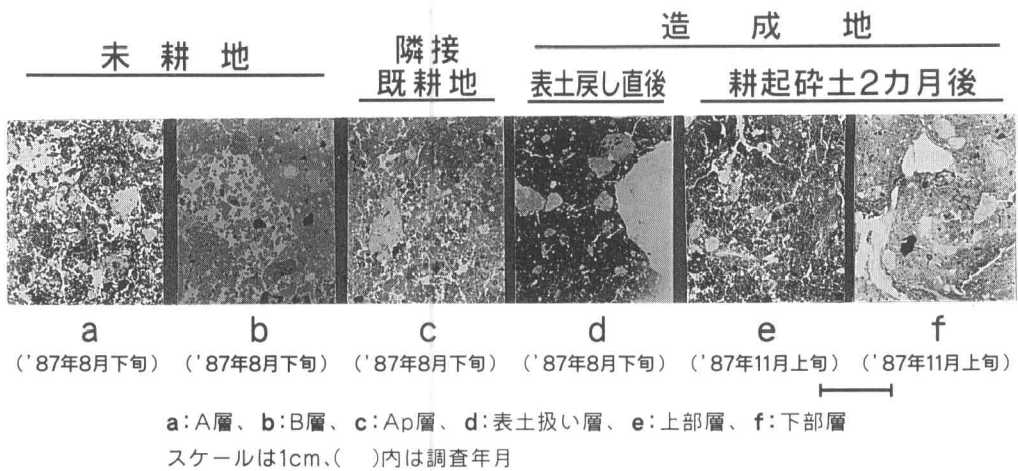 未耕地
隣接
既耕地
造成地
表土戻し直後
耕起砕土2カ月後
a b c d e f
('87年8月下旬) ('87年8月下旬) ('87年8月下旬) ('87年8月下旬) ('87年11月上旬) ('87年11月上旬)
a:A層、b:B層、c:Ap層、d:表土扱い層、e:上部層、f:下部層
スケールは1cm、(　)内は調査年月